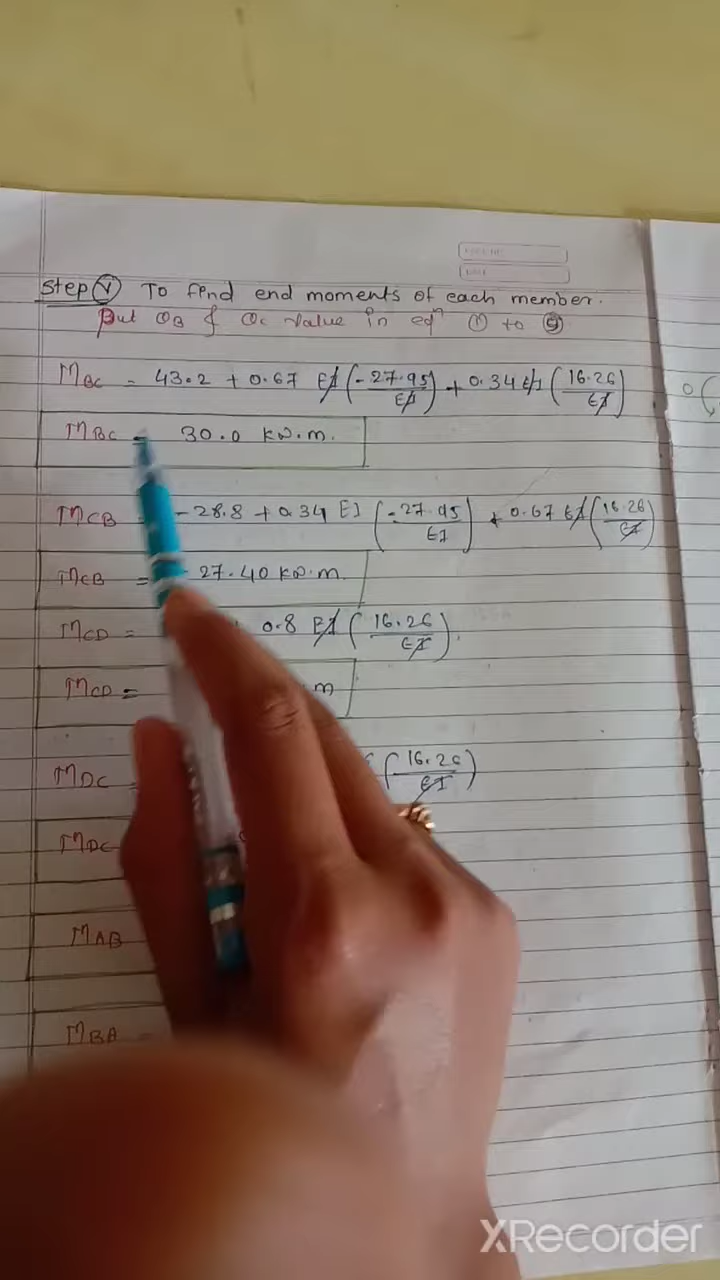 Step (V) To find end moments of each member.
Put θB & θc value in eqn (1) to (5)
MBC = 43.2 + 0.67 EI (-27.95/EI) + 0.34 EI (16.26/EI)
MBC = 30.0 KN.m.
MCB -28.8 + 0.34 EI (-27.95/EI) + 0.67 EI (16.26/EI)
MCB = -27.40 KN.m.
MCD = 0.8 EI (16.26/EI)
MCD = m
MDC (16.26/EI)
MDC
MAB
MBA =
XRecorder